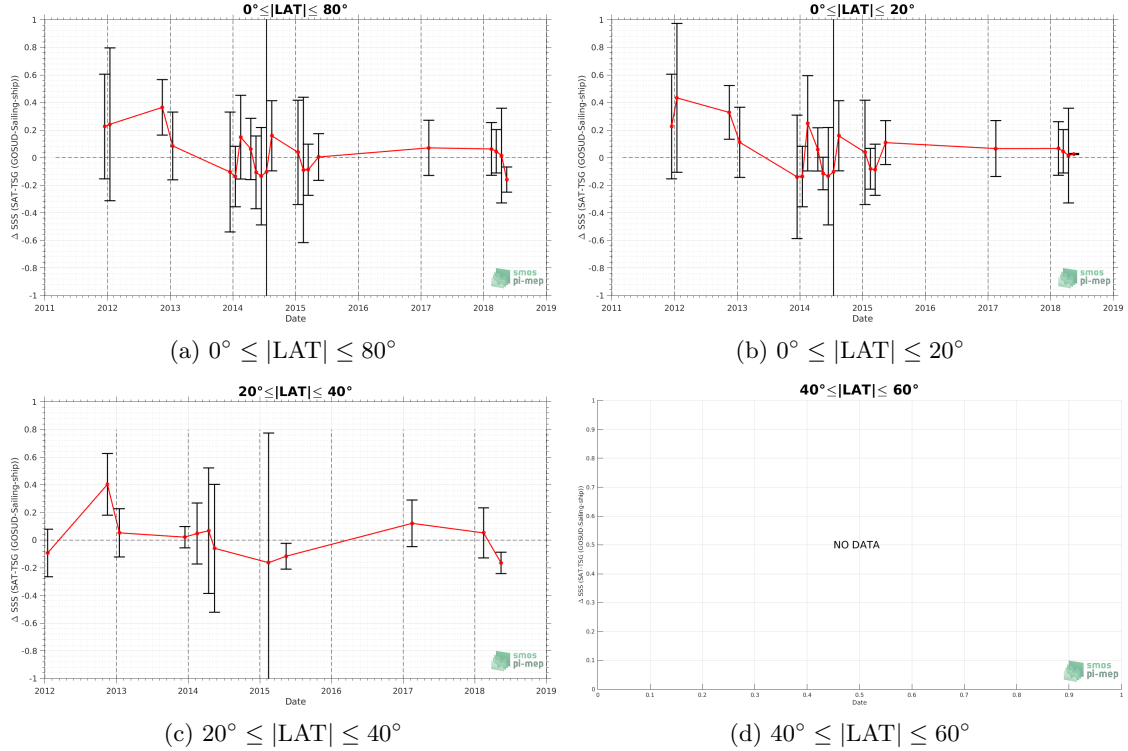 0°≤|LAT|≤ 80°
Δ SSS (SAT-TSG (GOSUD-Sailing-ship))
1
0.8
0.6
0.4
0.2
0
-0.2
-0.4
-0.6
-0.8
-1
2011 2012 2013 2014 2015 2016 2017 2018 2019
Date
smos
pi-mep
(a) 0° ≤ |LAT| ≤ 80°
0°≤|LAT|≤ 20°
Δ SSS (SAT-TSG (GOSUD-Sailing-ship))
1
0.8
0.6
0.4
0.2
0
-0.2
-0.4
-0.6
-0.8
-1
2011 2012 2013 2014 2015 2016 2017 2018 2019
Date
smos
pi-mep
(b) 0° ≤ |LAT| ≤ 20°
20°≤|LAT|≤ 40°
Δ SSS (SAT-TSG (GOSUD-Sailing-ship))
1
0.8
0.6
0.4
0.2
0
-0.2
-0.4
-0.6
-0.8
-1
2012 2013 2014 2015 2016 2017 2018 2019
Date
smos
pi-mep
(c) 20° ≤ |LAT| ≤ 40°
40°≤|LAT|≤ 60°
Δ SSS (SAT-TSG (GOSUD-Sailing-ship))
1
0.9
0.8
0.7
0.6
0.5
0.4
0.3
0.2
0.1
0
NO DATA
0 0.1 0.2 0.3 0.4 0.5 0.6 0.7 0.8 0.9 1
Date
smos
pi-mep
(d) 40° ≤ |LAT| ≤ 60°